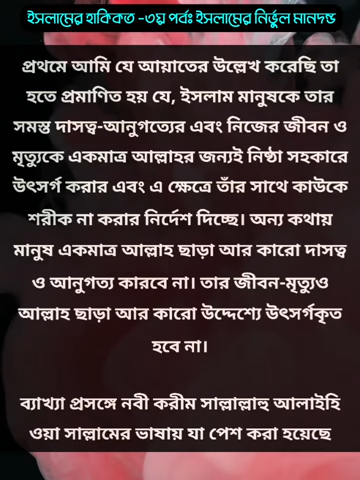 ইসলামের হাকিকত -৩য় পর্বঃ ইসলামের নির্ভুল মানদন্ড
প্রথমে আমি যে আয়াতের উল্লেখ করেছি তা
হতে প্রমাণিত হয় যে, ইসলাম মানুষকে তার
সমস্ত দাসত্ব-আনুগত্যের এবং নিজের জীবন ও
মৃত্যুকে একমাত্র আল্লাহর জন্যই নিষ্ঠা সহকারে
উৎসর্গ করার এবং এ ক্ষেত্রে তাঁর সাথে কাউকে
শরীক না করার নির্দেশ দিচ্ছে। অন্য কথায়
মানুষ একমাত্র আল্লাহ ছাড়া আর কারো দাসত্ব
ও আনুগত্য কারবে না। তার জীবন-মৃত্যুও
আল্লাহ ছাড়া আর কারো উদ্দেশ্যে উৎসর্গকৃত
হবে না।
ব্যাখ্যা প্রসঙ্গে নবী করীম সাল্লাল্লাহু আলাইহি
ওয়া সাল্লামের ভাষায় যা পেশ করা হয়েছে